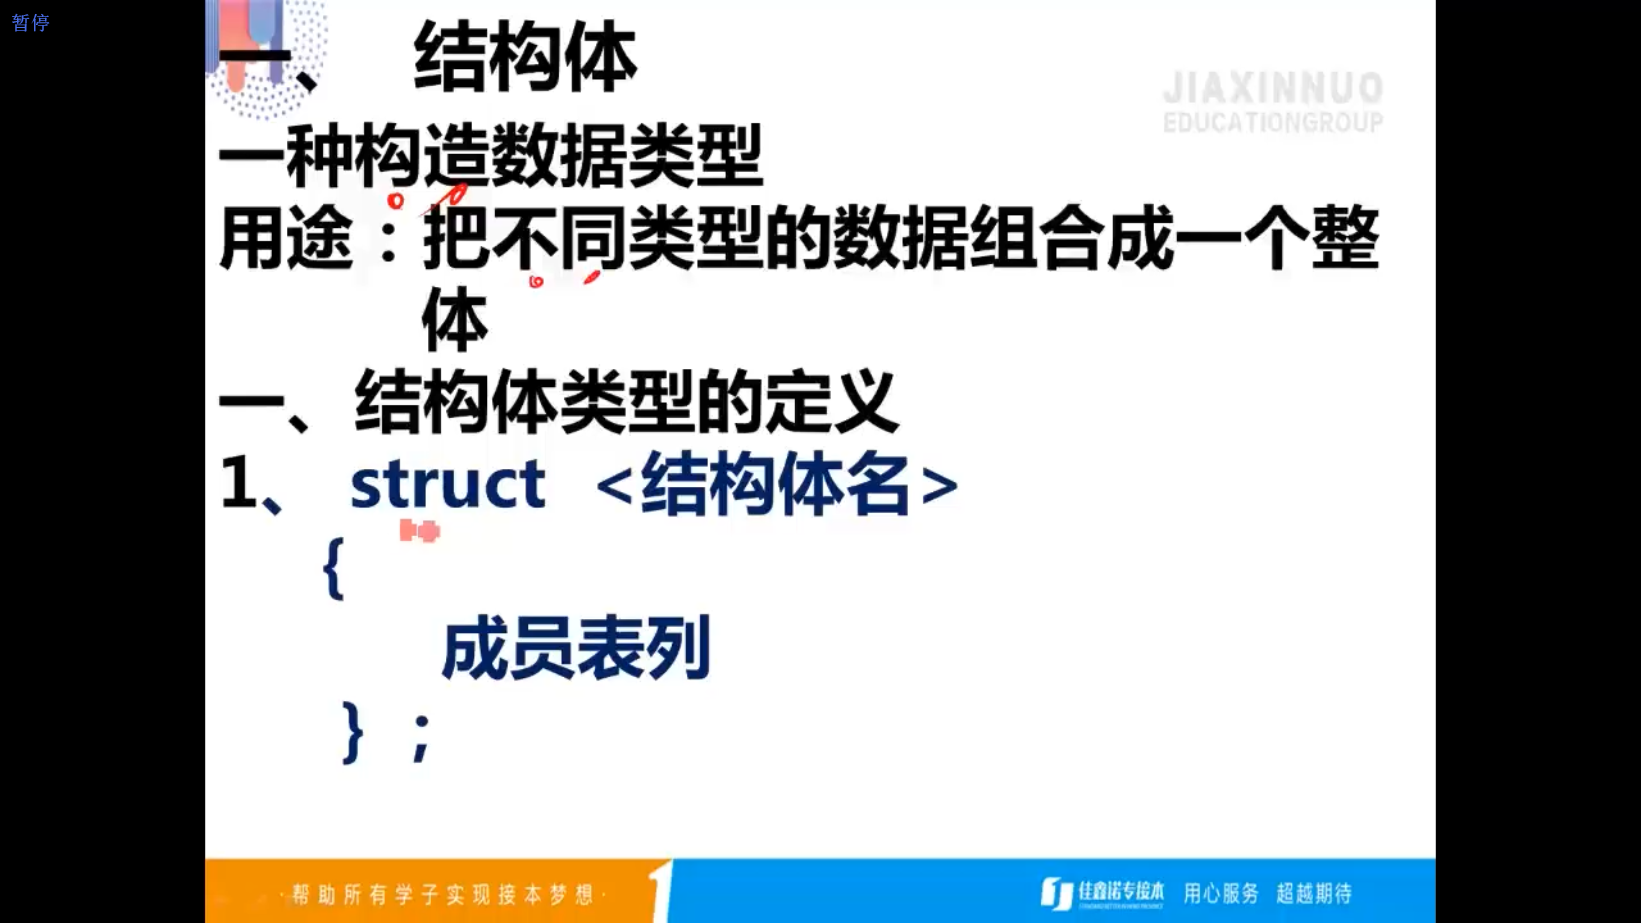 暂停
一、 结构体
JIAXINNUO
EDUCATIONGROUP
一种构造数据类型
用途：把不同类型的数据组合成一个整
体
一、结构体类型的定义
1、 struct <结构体名>
{
成员表列
} ;
·帮助所有学子实现接本梦想·
佳鑫诺专接本
用心服务 超越期待